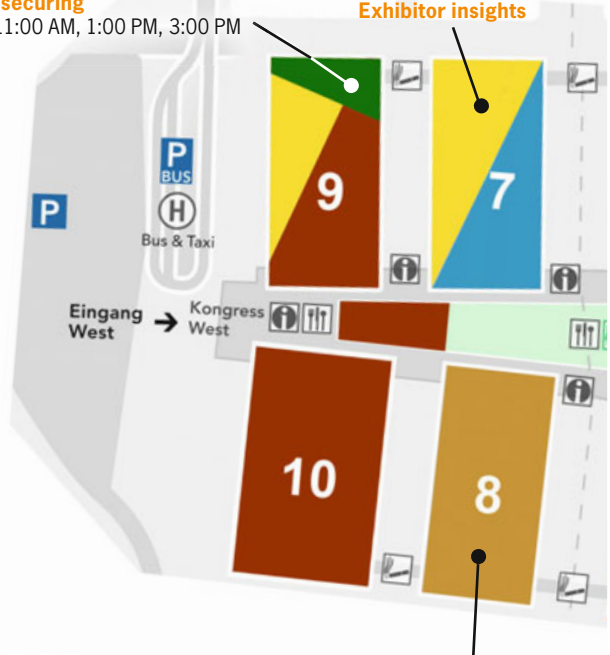 securing
11:00 AM, 1:00 PM, 3:00 PM
Exhibitor insights
P
BUS
P
H
Bus & Taxi
9
7
Eingang
West
Kongress
West
10
8